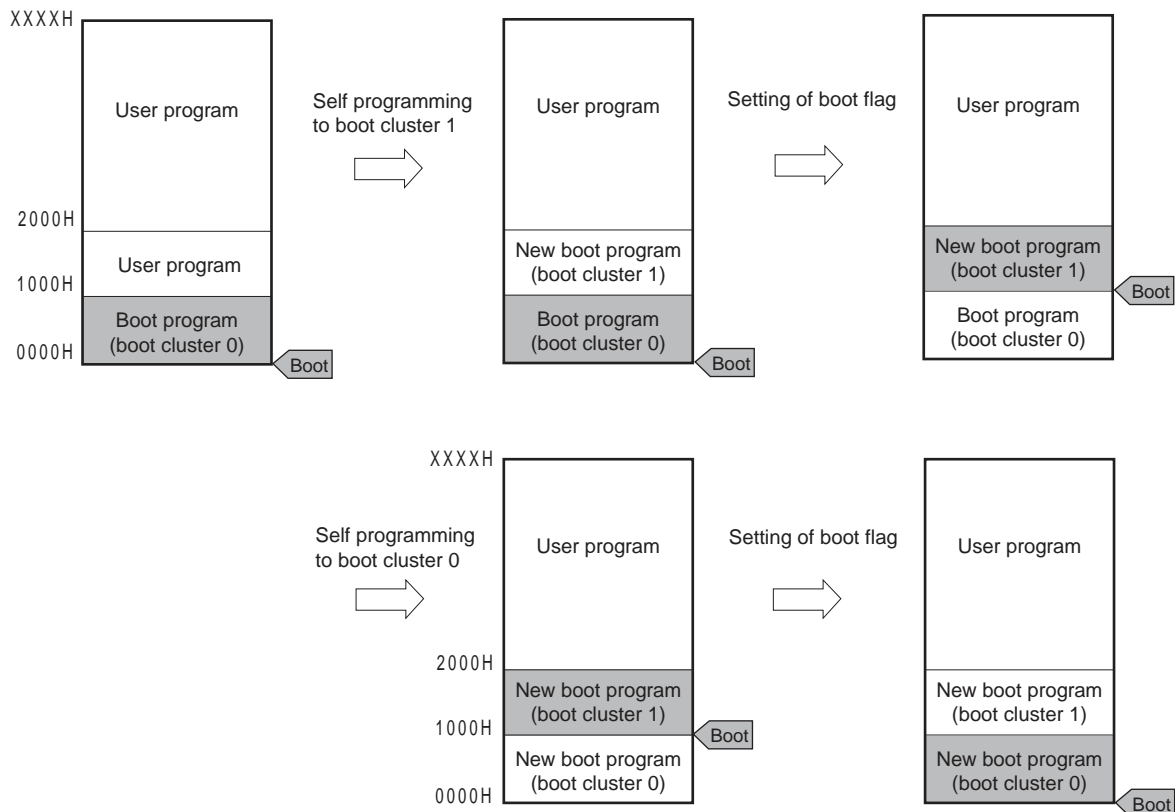 XXXXH
User program
2000H
User program
1000H
Boot program
(boot cluster 0)
0000H
Boot
Self programming
to boot cluster 1
User program
New boot program
(boot cluster 1)
Boot program
(boot cluster 0)
Boot
Setting of boot flag
User program
New boot program
(boot cluster 1)
Boot
Boot program
(boot cluster 0)
Self programming
to boot cluster 0
XXXXH
User program
2000H
New boot program
(boot cluster 1)
1000H
Boot
New boot program
(boot cluster 0)
0000H
Setting of boot flag
User program
New boot program
(boot cluster 1)
New boot program
(boot cluster 0)
Boot